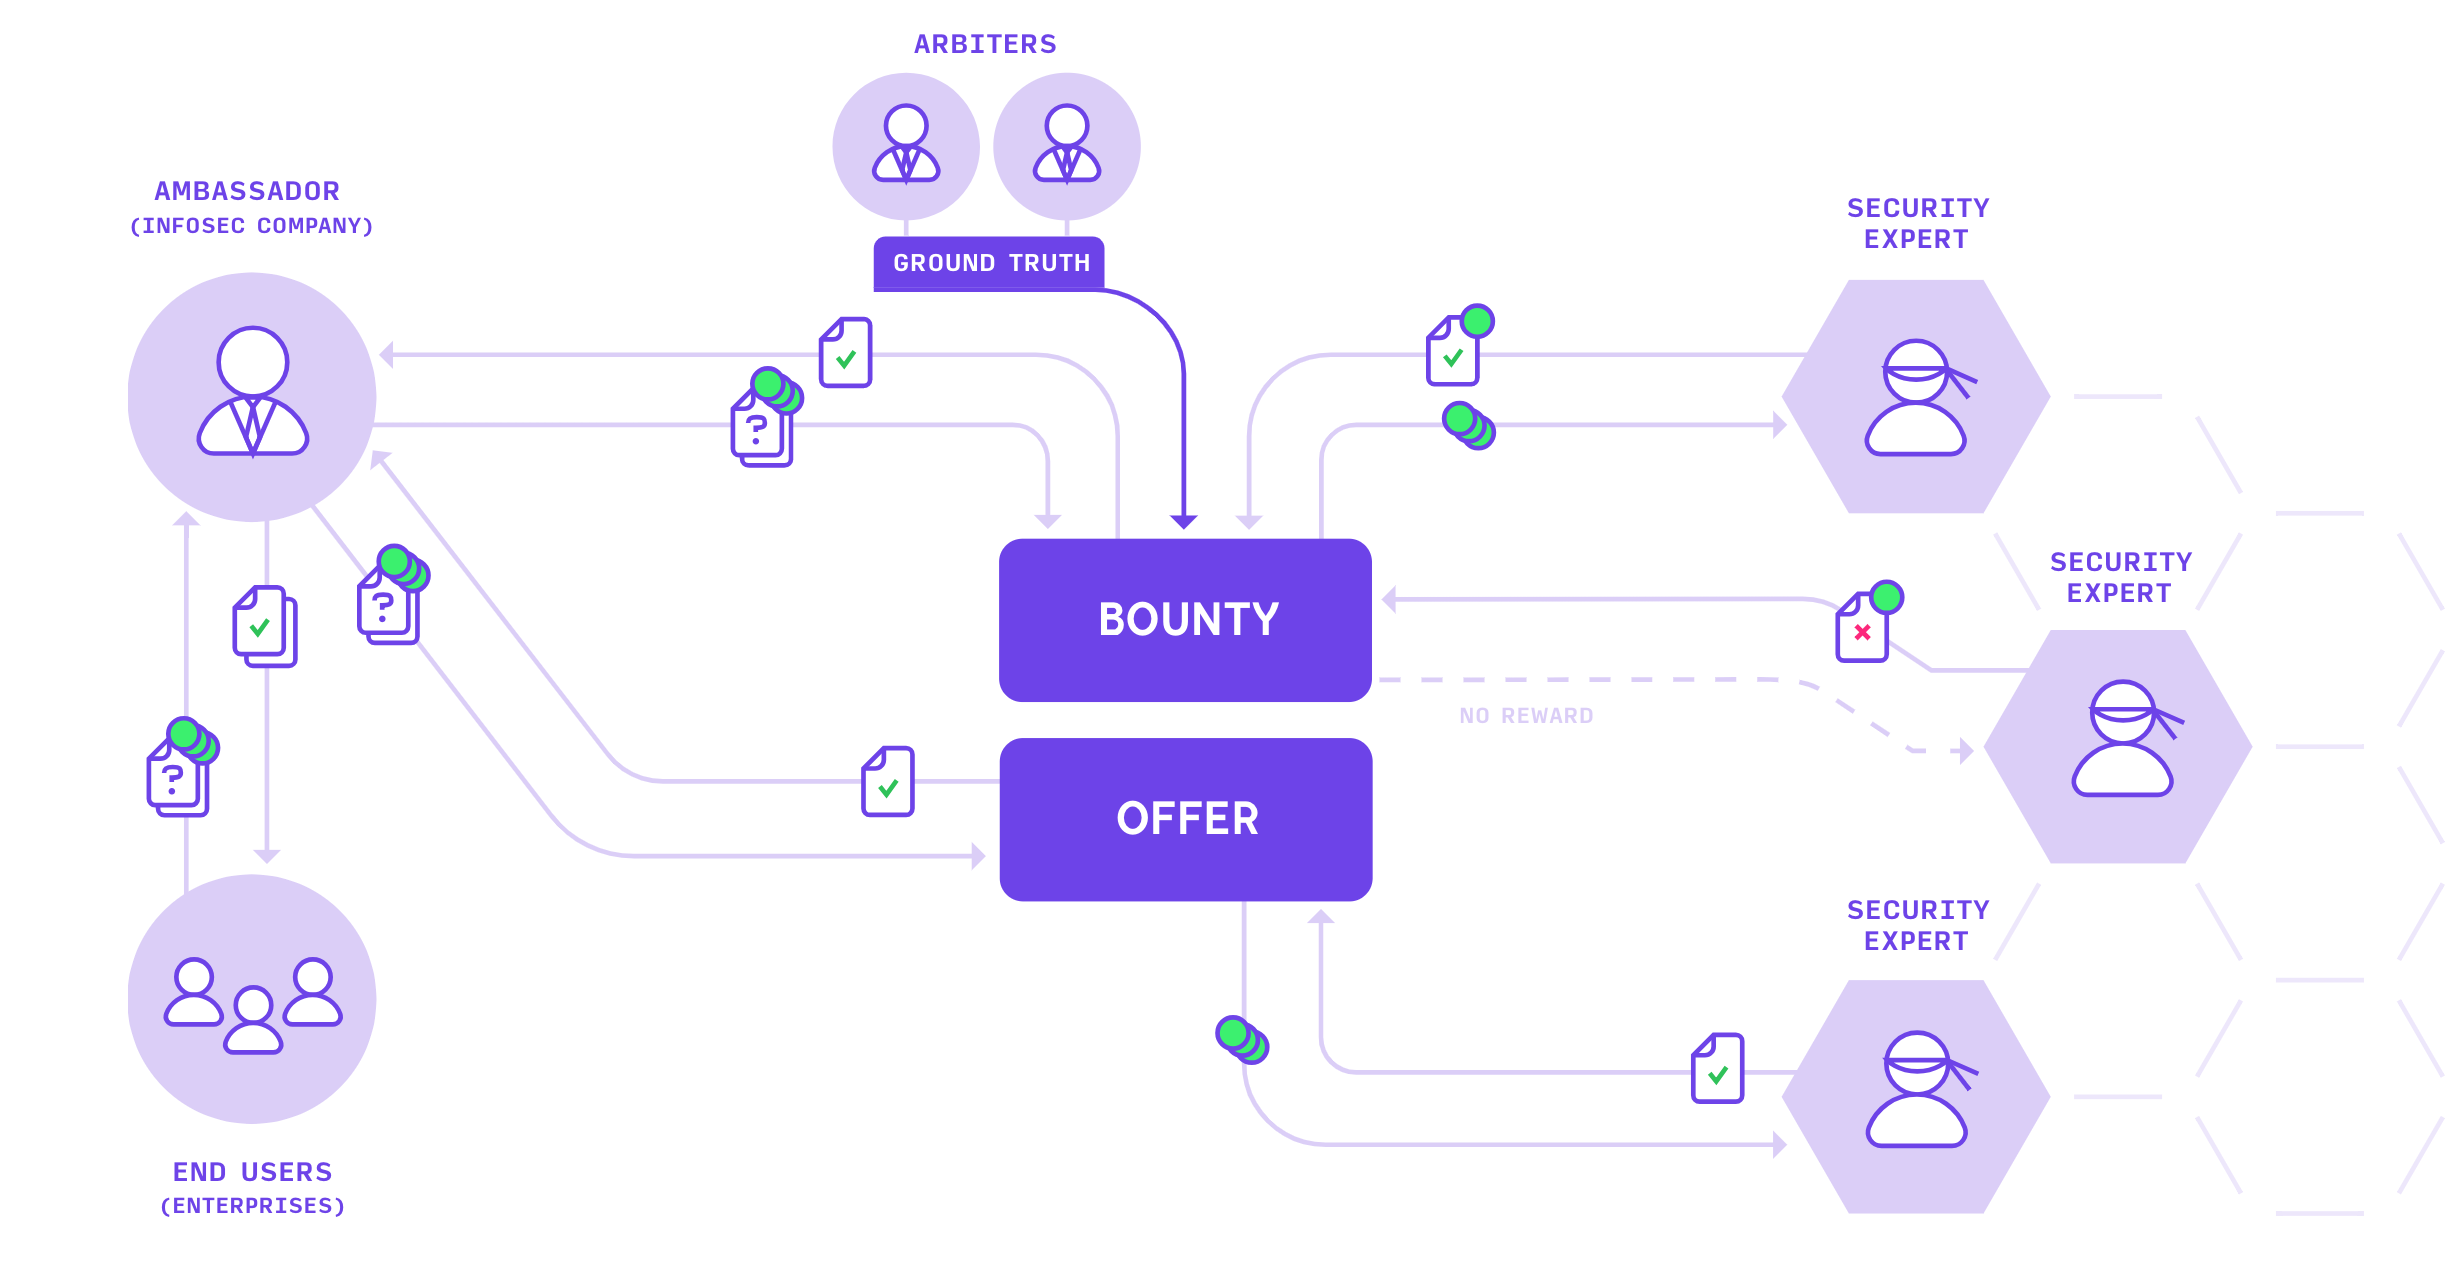 ARBITERS
AMBASSADOR
(INFOSEC COMPANY)
GROUND TRUTH
SECURITY
EXPERT
?
?
?
BOUNTY
SECURITY
EXPERT
NO REWARD
OFFER
SECURITY
EXPERT
END USERS
(ENTERPRISES)